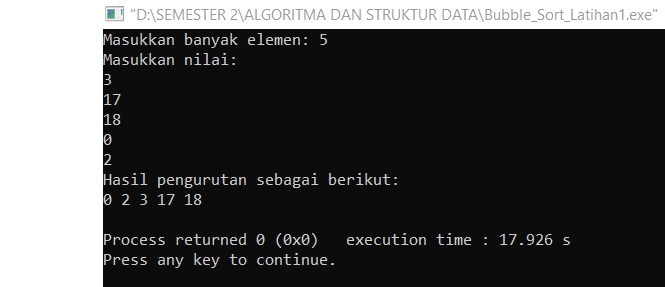 "D:\SEMESTER 2\ALGORITMA DAN STRUKTUR DATA\Bubble_Sort_Latihan1.exe"
Masukkan banyak elemen: 5
Masukkan nilai:
3
17
18
0
2
Hasil pengurutan sebagai berikut:
0 2 3 17 18
Process returned 0 (0x0)   execution time : 17.926 s
Press any key to continue.